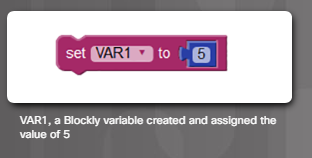 set VAR1 to 5
VAR1, a Blockly variable created and assigned the
value of 5